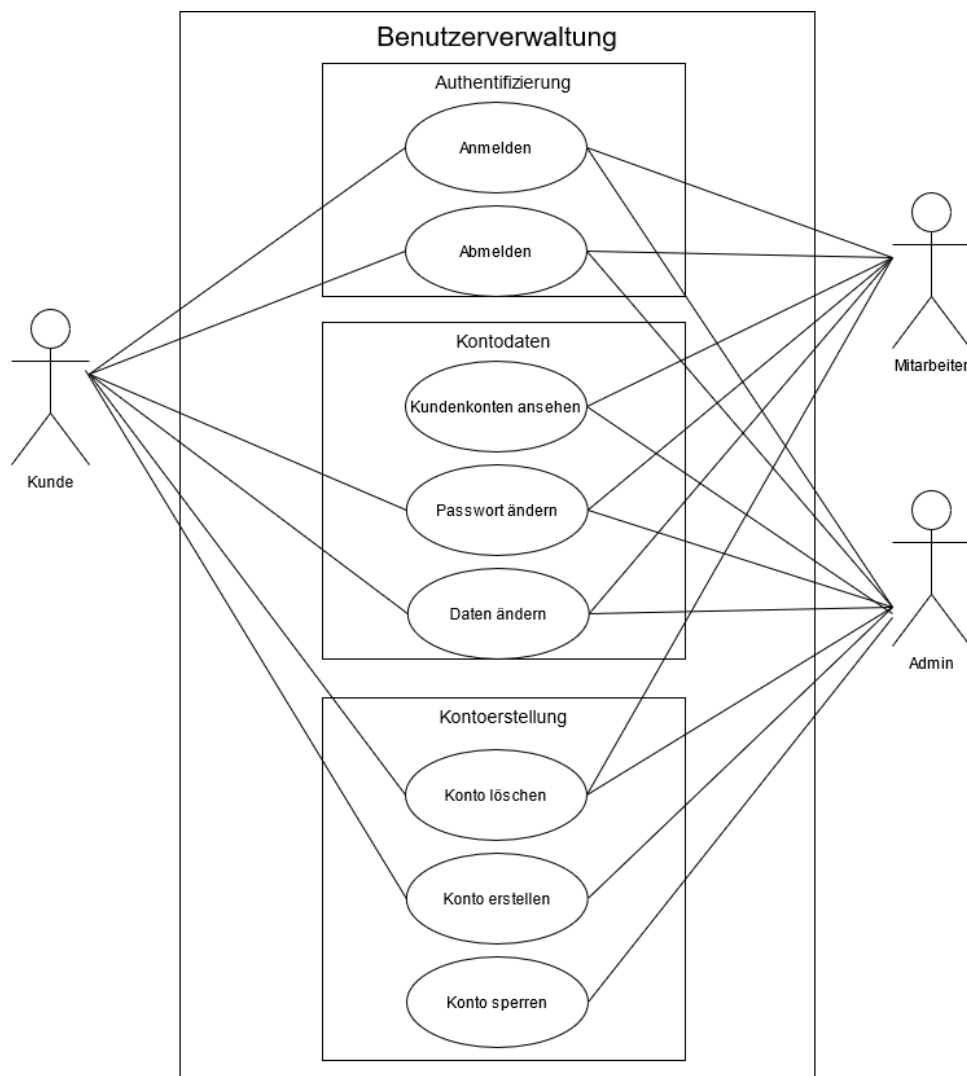 Benutzerverwaltung
Authentifizierung
Anmelden
Abmelden
Kontodaten
Kundenkonten ansehen
Passwort ändern
Daten ändern
Kontoerstellung
Konto löschen
Konto erstellen
Konto sperren
Kunde
Mitarbeiter
Admin